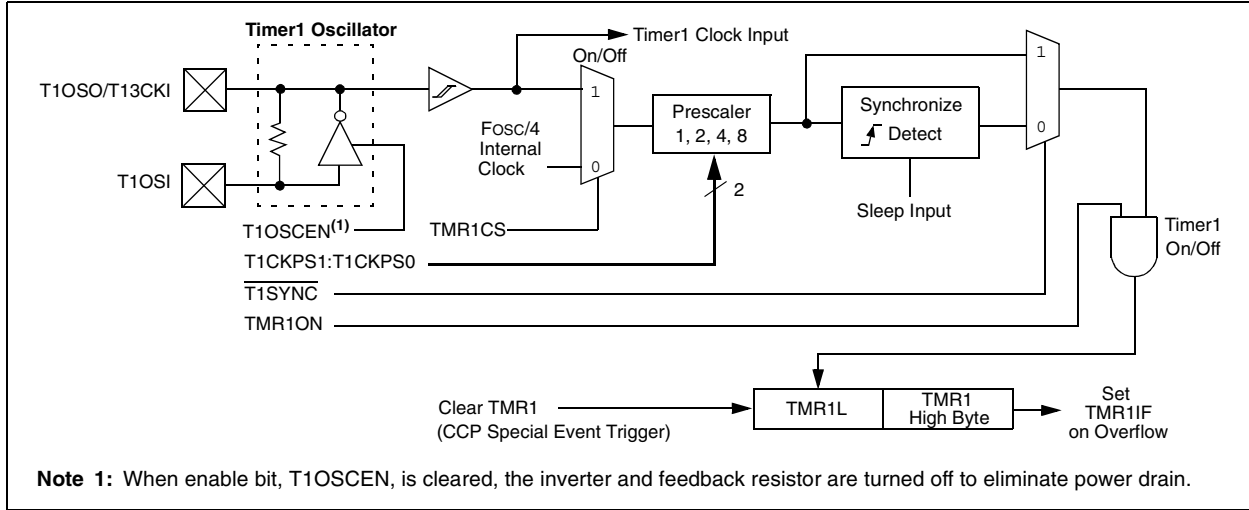 Timer1 Oscillator
Timer1 Clock Input
On/Off
T1OSO/T13CKI
1
FOSC/4
Internal
Clock
0
Prescaler
1, 2, 4, 8
Synchronize
Detect
1
0
2
T1OSI
Sleep Input
T1OSCEN(1)
TMR1CS
Timer1
On/Off
T1CKPS1:T1CKPS0
T1SYNC
TMR1ON
Clear TMR1
(CCP Special Event Trigger)
TMR1L
TMR1
High Byte
Set
TMR1IF
on Overflow
Note 1: When enable bit, T1OSCEN, is cleared, the inverter and feedback resistor are turned off to eliminate power drain.